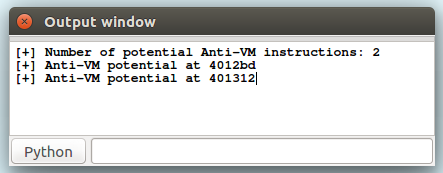 Output window
[+] Number of potential Anti-VM instructions: 2
[+] Anti-VM potential at 4012bd
[+] Anti-VM potential at 401312
Python